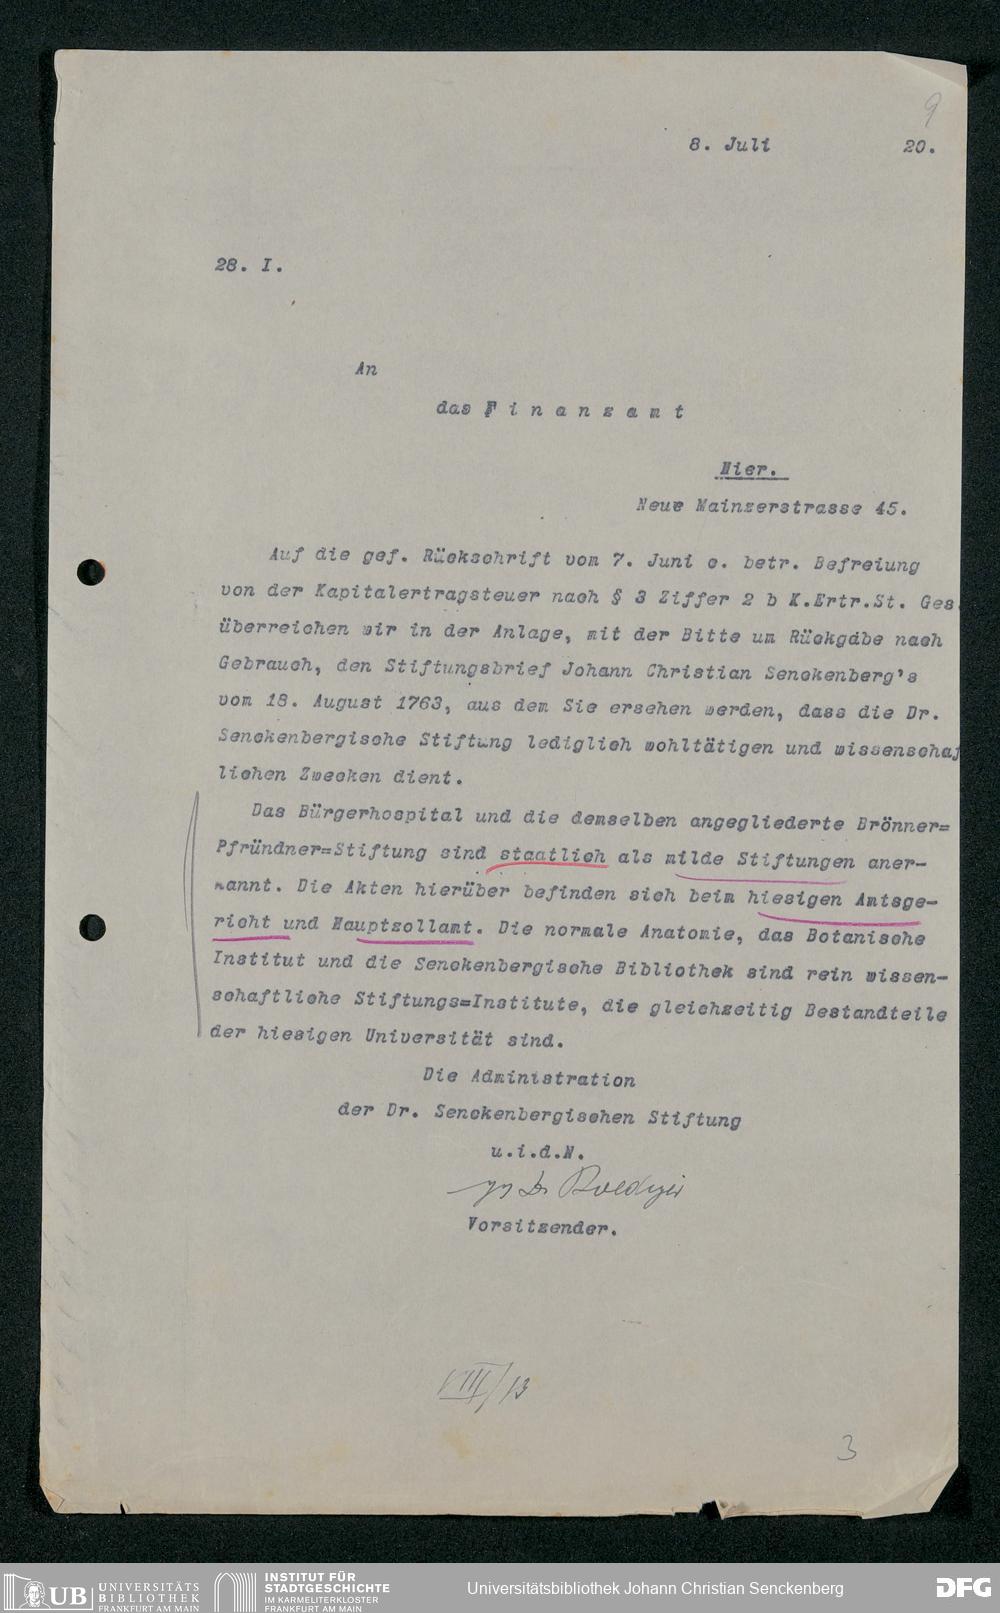 9
8. Juli 20.
28. I.
An
das Finanzamt
Hier.
Neue Mainzerstrasse 45.
Auf die gef. Rückschrift vom 7. Juni c. betr. Befreiung
von der Kapitalertragsteuer nach § 3 Ziffer 2 b K.Ertr.St. Ges.
überreichen wir in der Anlage, mit der Bitte um Rückgabe nach
Gebrauch, den Stiftungsbrief Johann Christian Senckenberg's
vom 18. August 1763, aus dem Sie ersehen werden, dass die Dr.
Senckenbergische Stiftung lediglich wohltätigen und wissenschaf
lichen Zwecken dient.
Das Bürgerhospital und die demselben angegliederte Brönner=
Pfründner=Stiftung sind staatlich als milde Stiftungen aner-
nannt. Die Akten hierüber befinden sich beim hiesigen Amtsge-
richt und Hauptzollamt. Die normale Anatomie, das Botanische
Institut und die Senckenbergische Bibliothek sind rein wissen-
schaftliche Stiftungs=Institute, die gleichzeitig Bestandteile
der hiesigen Universität sind.
Die Administration
der Dr. Senckenbergischen Stiftung
u.i.d.N.
gez Dr Roediger
Vorsitzender.
VIII/13
3
UB UNIVERSITÄTS
BIBLIOTHEK
FRANKFURT AM MAIN
INSTITUT FÜR
STADTGESCHICHTE
IM KARMELITERKLOSTER
FRANKFURT AM MAIN
Universitätsbibliothek Johann Christian Senckenberg
DFG